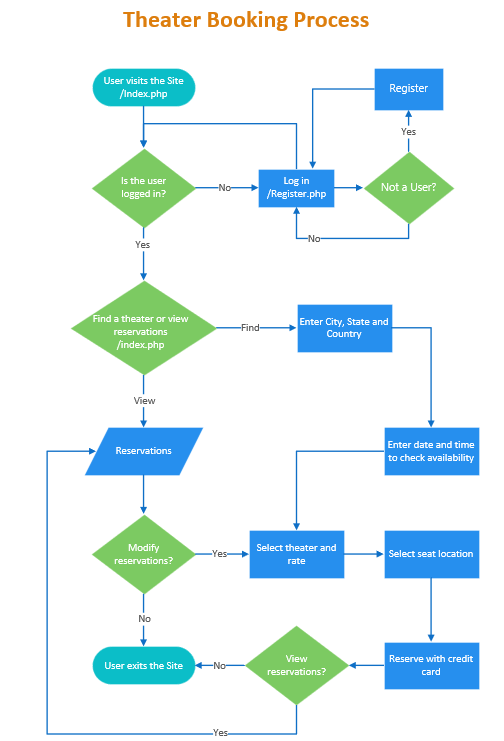 Theater Booking Process
User visits the Site
/Index.php
Register
Yes
Is the user
logged in?
No
Log in
/Register.php
Not a User?
No
Yes
Find a theater or view
reservations
/index.php
Find
Enter City, State and
Country
View
Reservations
Enter date and time
to check availability
Modify
reservations?
Yes
Select theater and
rate
Select seat location
No
User exits the Site
No
View
reservations?
Reserve with credit
card
Yes